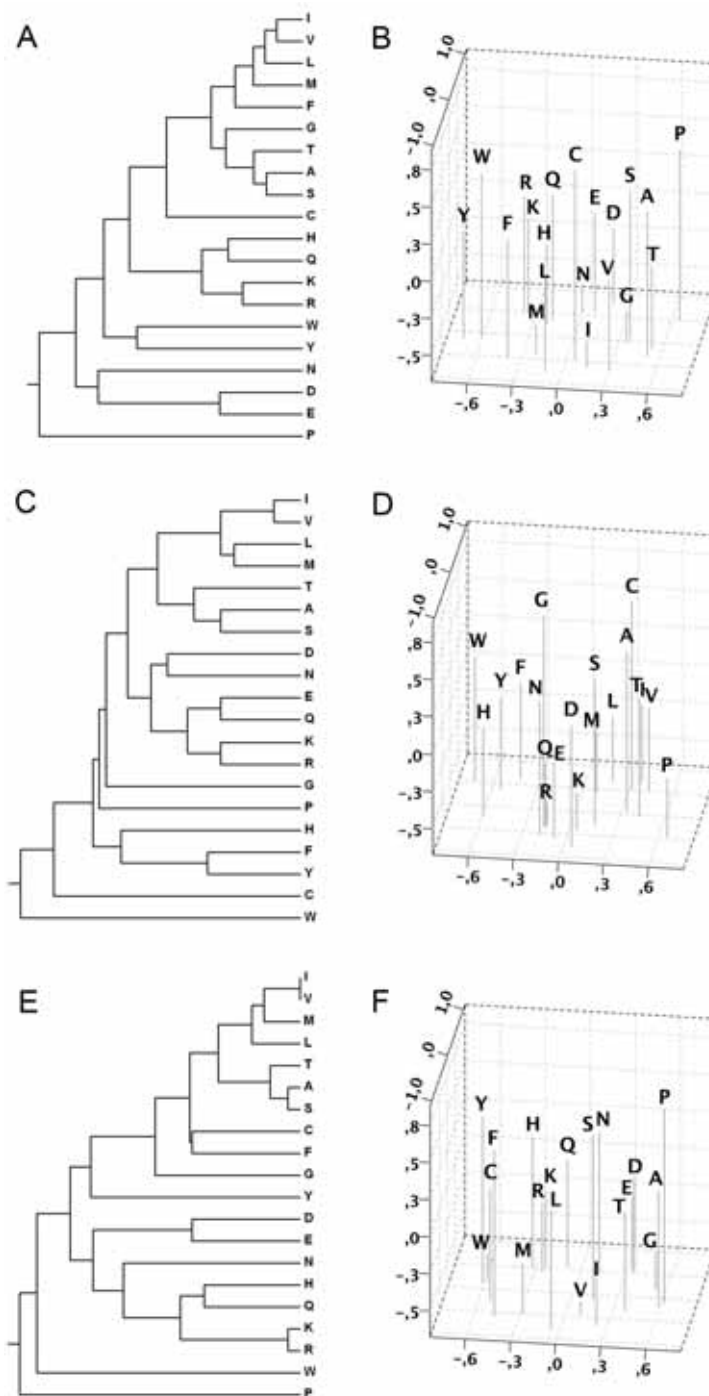 A
I
V
L
M
F
G
T
A
S
C
H
Q
K
R
W
Y
N
D
E
P
B
1,0
,0
-1,0
,8
,5
,3
,0
-,3
-,5
-,6 -,3 ,0 ,3 ,6
P
C
W
S
R Q
E A
K
D
Y F H
T
L N V
G
M
I
C
I
V
L
M
T
A
S
D
N
E
Q
K
R
G
P
H
F
Y
C
W
D
1,0
,0
-1,0
,8
,5
,3
,0
-,3
-,5
-,6 -,3 ,0 ,3 ,6
C
G
A
W
F S
Y T
N L V
H D M
Q E P
K
R
E
I
V
M
L
T
A
S
C
F
G
Y
D
E
N
H
Q
K
R
W
P
F
1,0
,0
-1,0
,8
,5
,3
,0
-,3
-,5
-,6 -,3 ,0 ,3 ,6
P
Y
H S N
F
Q
D
C K A
E
R L
T
W G
M
I
V